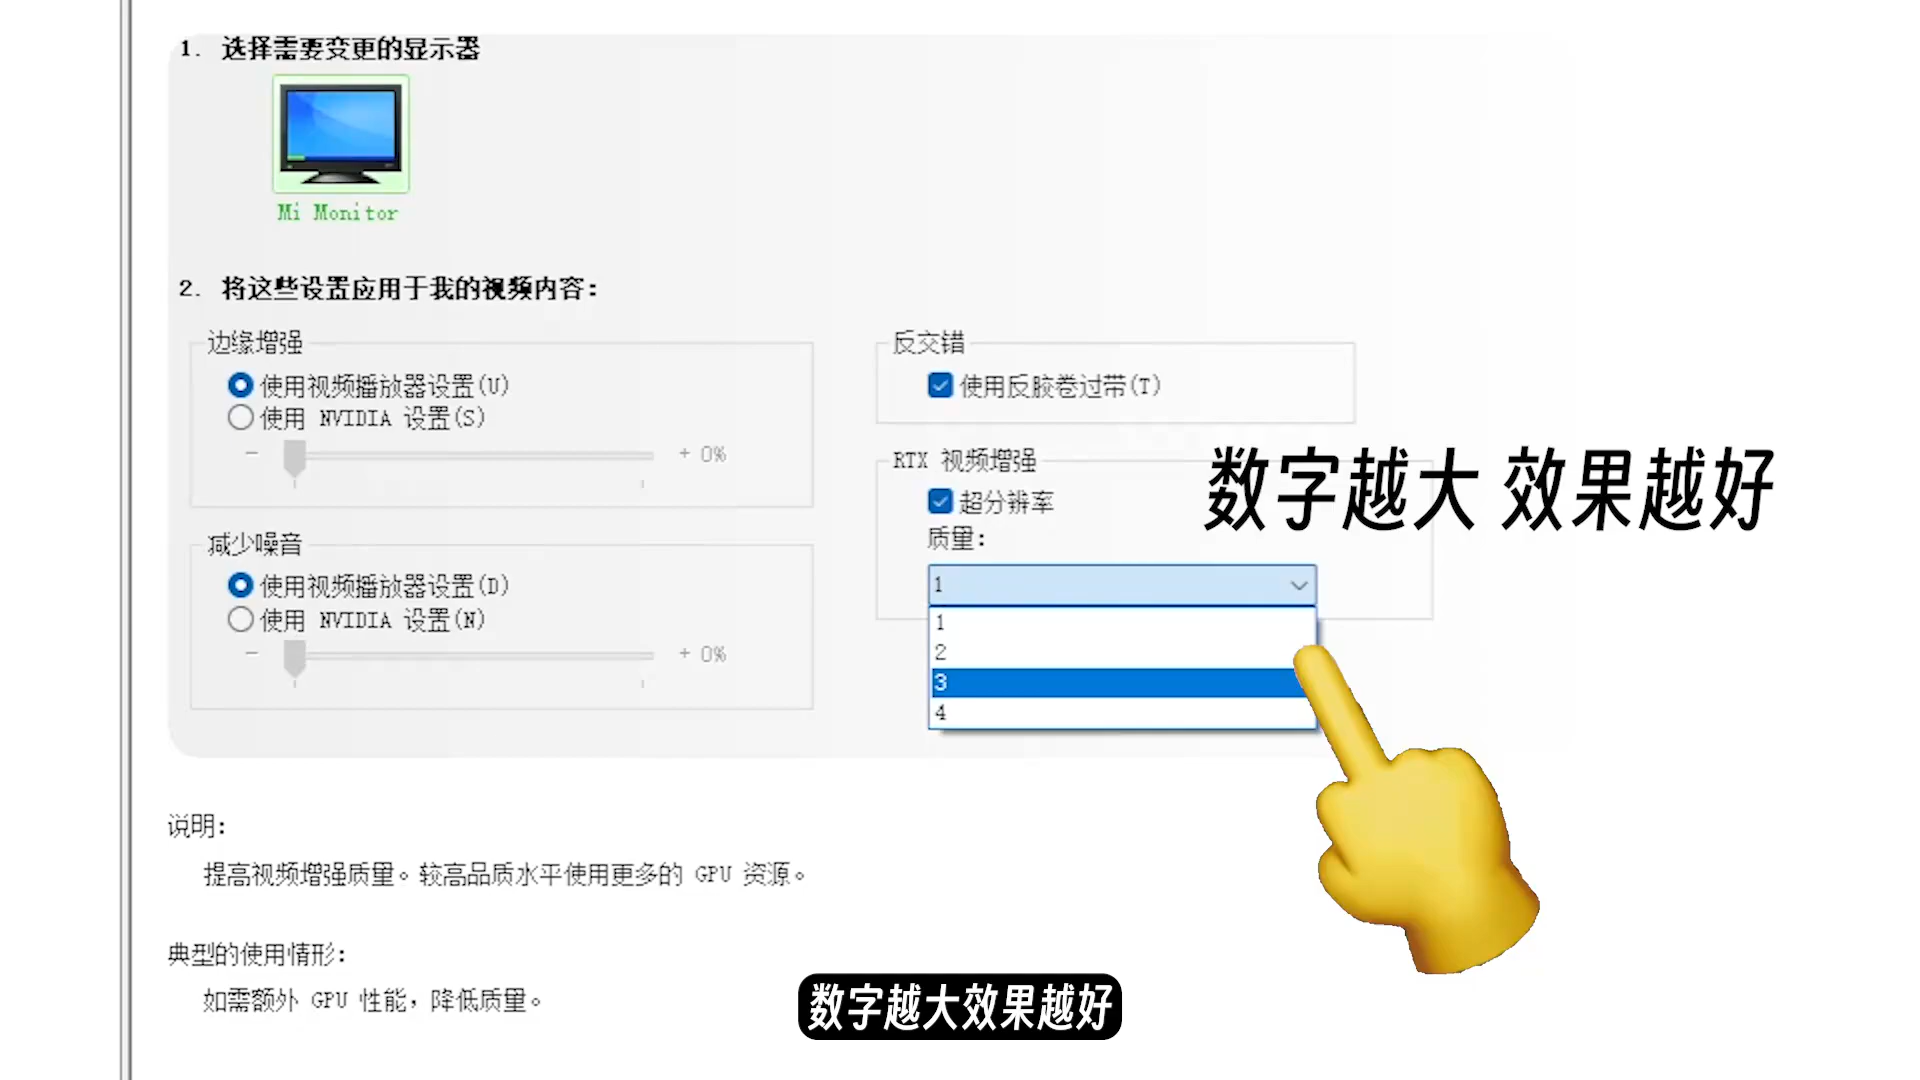 1. 选择需要变更的显示器
Mi Monitor
2. 将这些设置应用于我的视频内容:
边缘增强
使用视频播放器设置(U)
使用 NVIDIA 设置(S)
- + 0%
减少噪音
使用视频播放器设置(D)
使用 NVIDIA 设置(N)
- + 0%
反交错
使用反胶卷过带(T)
RTX 视频增强
超分辨率
质量:
1
1
2
3
4
数字越大 效果越好
说明:
提高视频增强质量。较高品质水平使用更多的 GPU 资源。
典型的使用情形:
如需额外 GPU 性能，降低质量。
数字越大效果越好